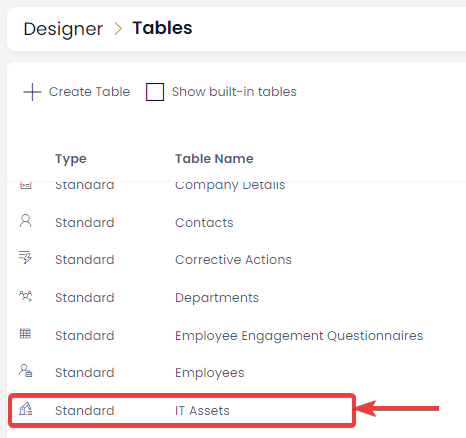 Designer > Tables
Create Table Show built-in tables
Type Table Name
Standard Company Details
Standard Contacts
Standard Corrective Actions
Standard Departments
Standard Employee Engagement Questionnaires
Standard Employees
Standard IT Assets